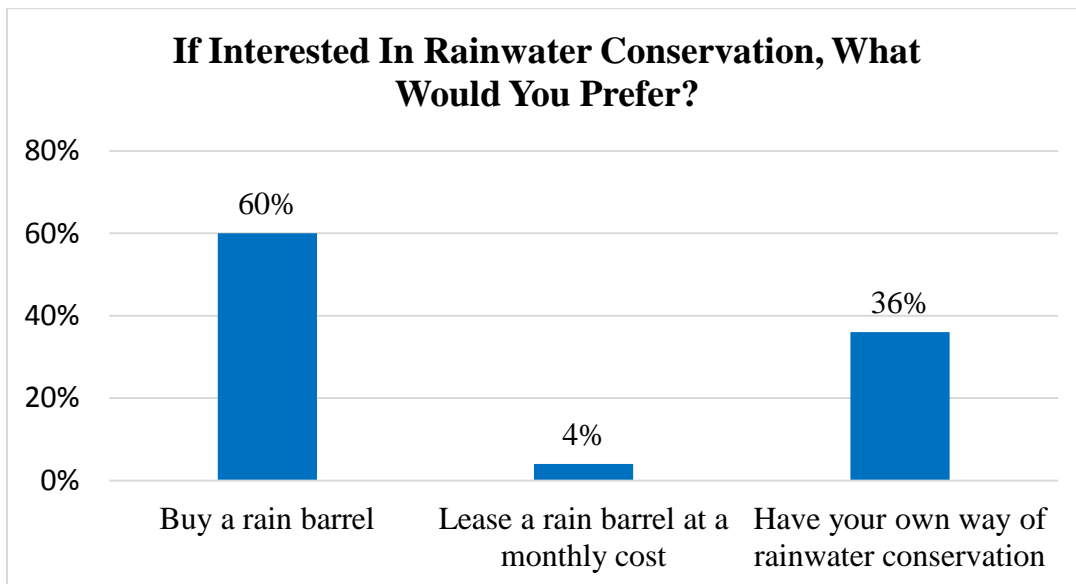 If Interested In Rainwater Conservation, What
Would You Prefer?
80%
60%
60%
40%
36%
20%
4%
0%
Buy a rain barrel
Lease a rain barrel at a
monthly cost
Have your own way of
rainwater conservation